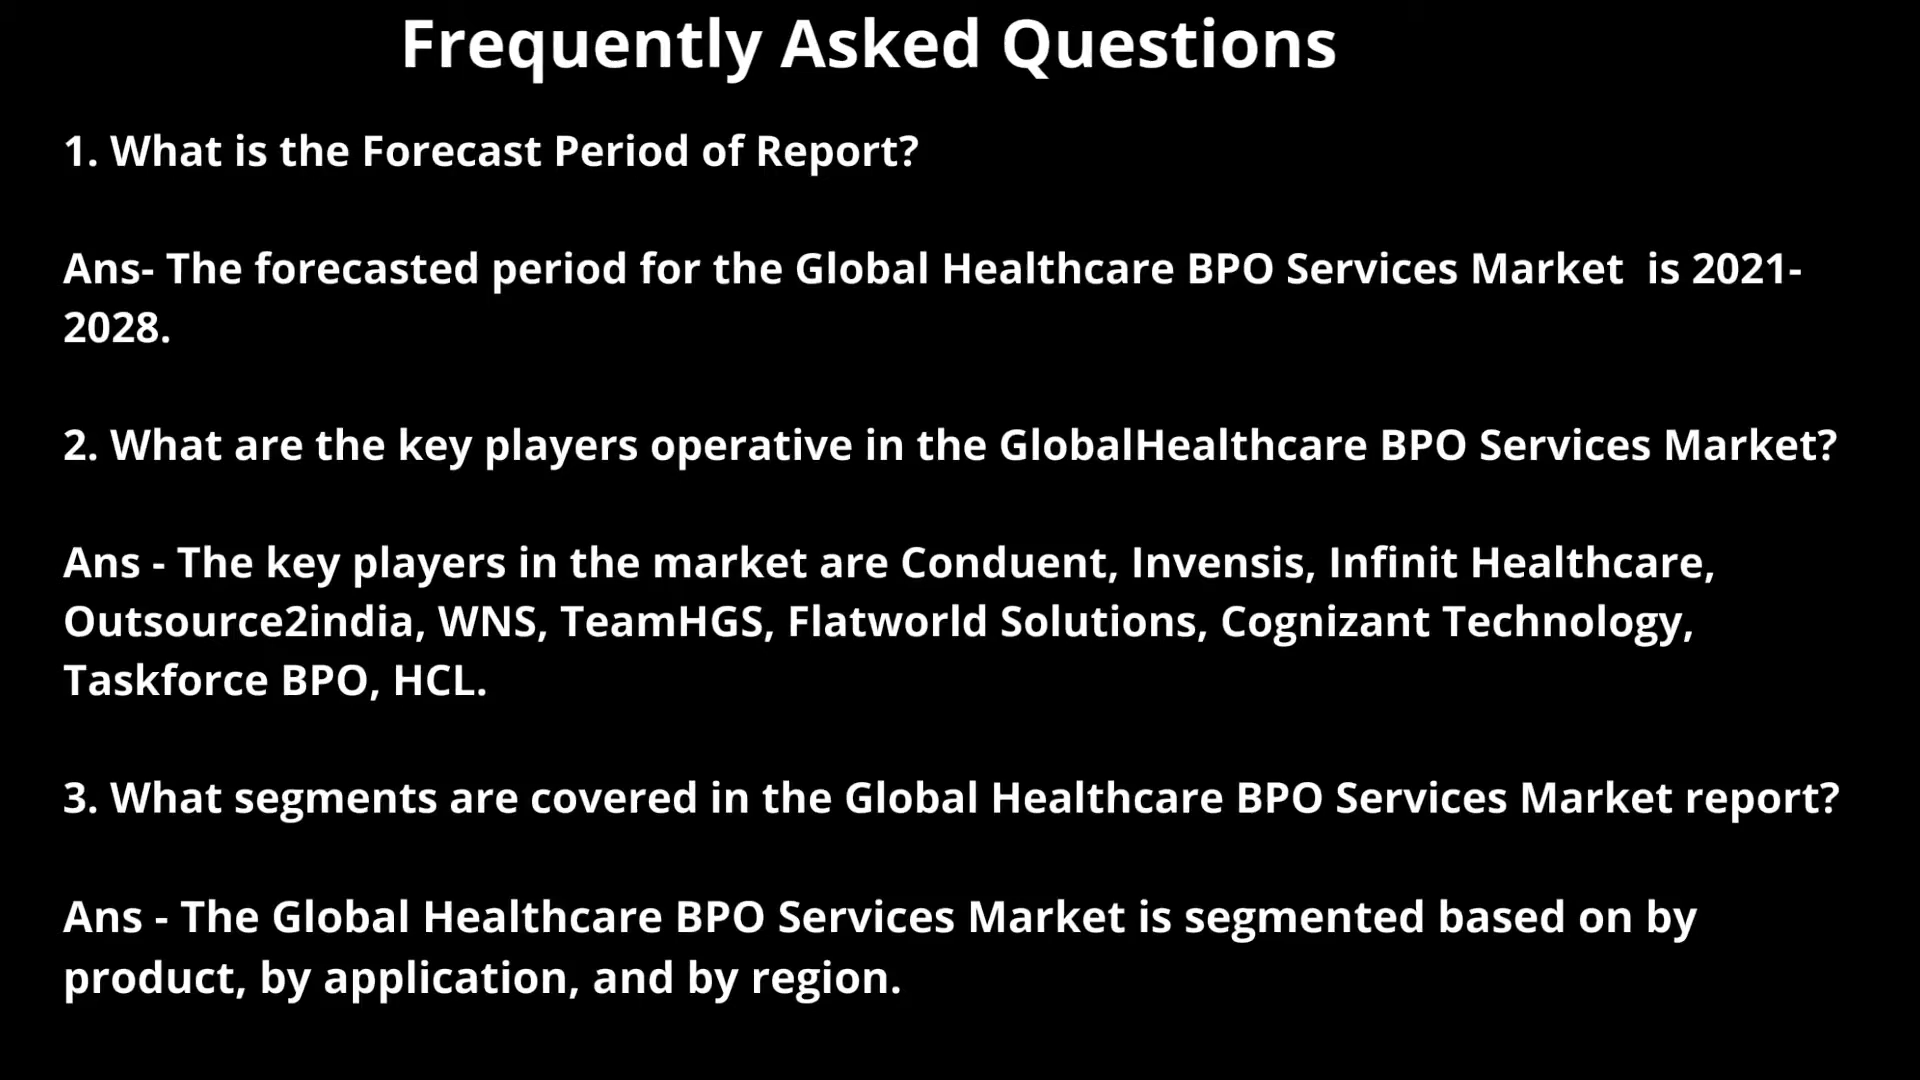 Frequently Asked Questions
1. What is the Forecast Period of Report?
Ans- The forecasted period for the Global Healthcare BPO Services Market  is 2021-
2028.
2. What are the key players operative in the GlobalHealthcare BPO Services Market?
Ans - The key players in the market are Conduent, Invensis, Infinit Healthcare,
Outsource2india, WNS, TeamHGS, Flatworld Solutions, Cognizant Technology,
Taskforce BPO, HCL.
3. What segments are covered in the Global Healthcare BPO Services Market report?
Ans - The Global Healthcare BPO Services Market is segmented based on by
product, by application, and by region.